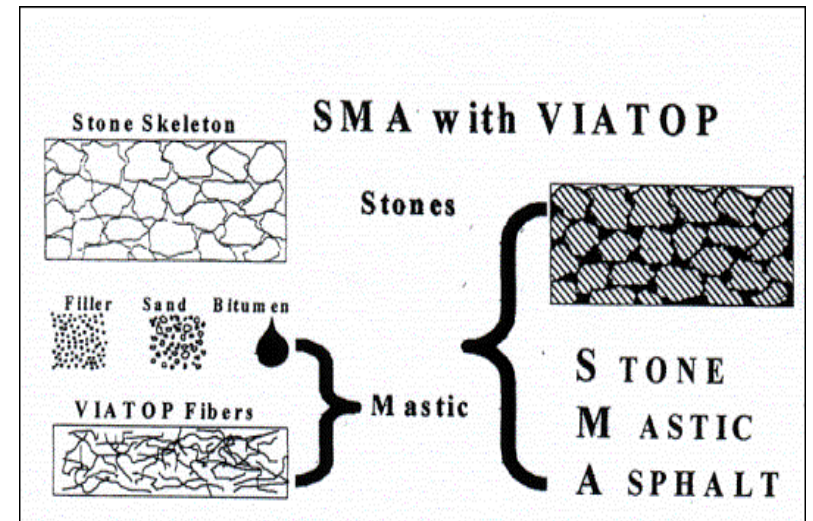 SMA with VIATOP
Stone Skeleton
Stones
Filler Sand Bitumen
VIATOP Fibers
Mastic
STONE
MASTIC
ASPHALT